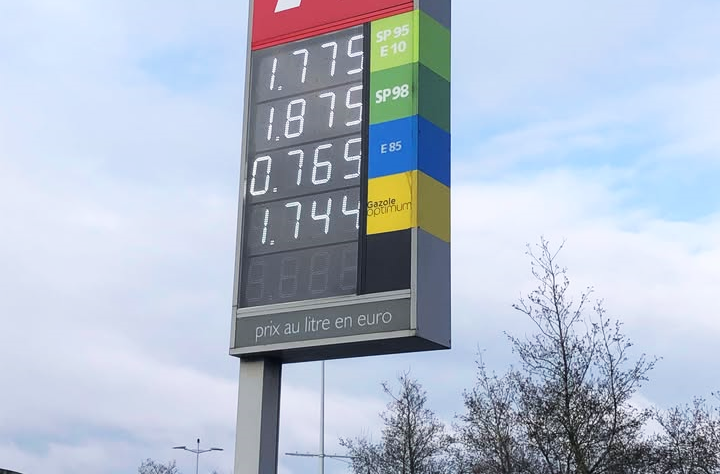 1.775 SP95
E10
1.875 SP98
0.765 E85
1.744 Gazole
optimum
prix au litre en euro